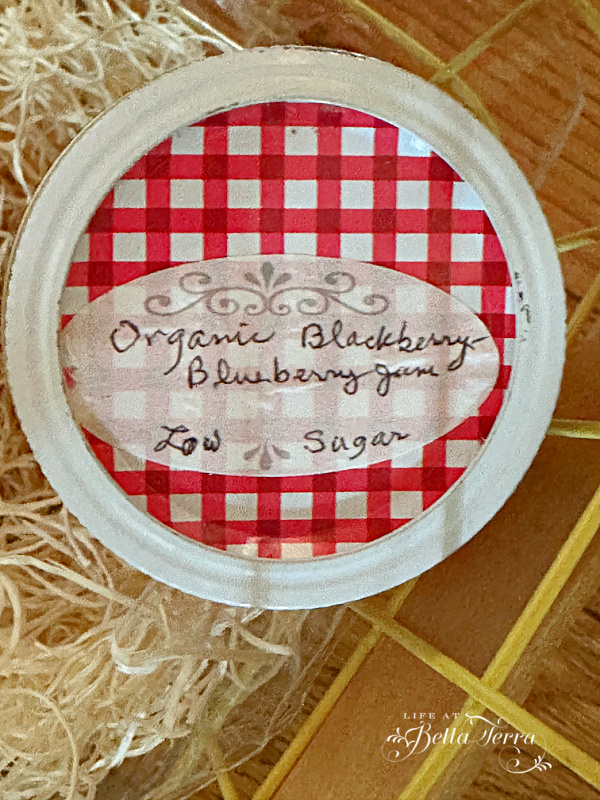 Organic Blackberry-
Blueberry Jam
Low Sugar
LIFE AT
Bella Terra